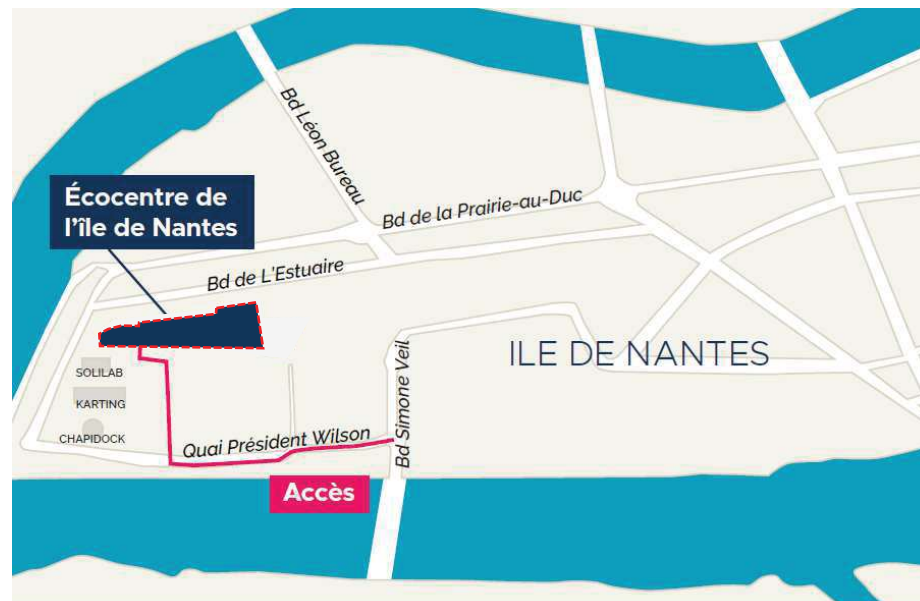 Bd Léon Bureau
Écocentre de
l'île de Nantes
Bd de la Prairie-au-Duc
Bd de L'Estuaire
ILE DE NANTES
SOLILAB
KARTING
CHAPIDOCK
Bd Simone Veil
Quai Président Wilson
Accès